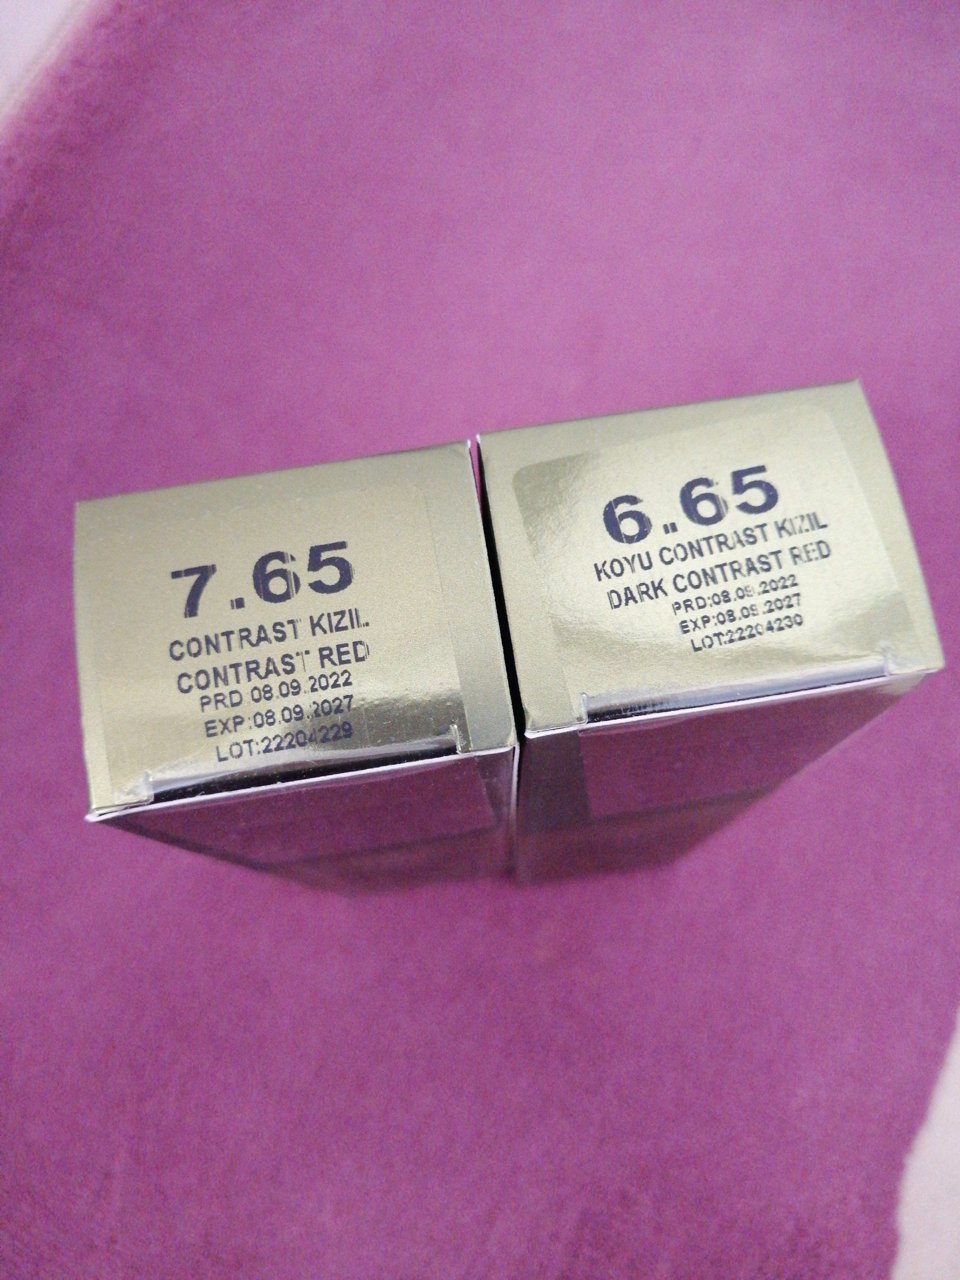 7.65
CONTRAST KIZIL
CONTRAST RED
PRD 08.09.2022
EXP:08.09.2027
LOT:22204229
6.65
KOYU CONTRAST KIZIL
DARK CONTRAST RED
PRD:08.09.2022
EXP:08.09.2027
LOT:22204230